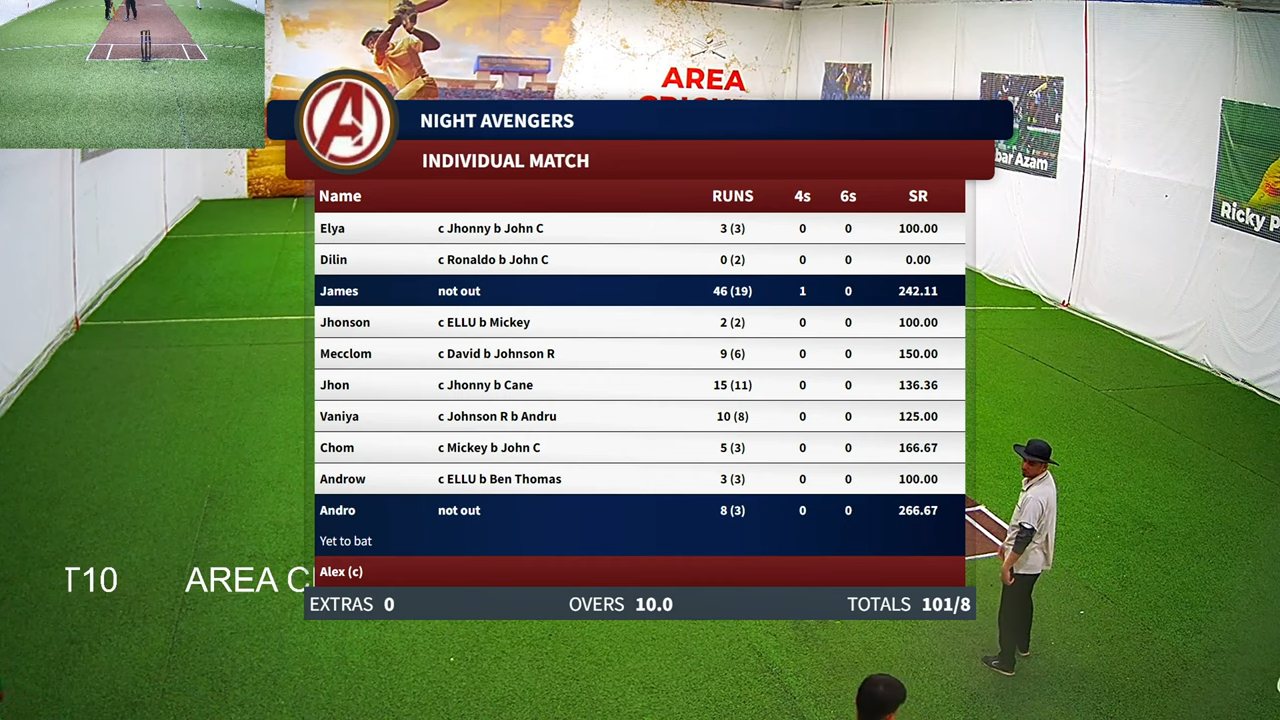 AREA
NIGHT AVENGERS
INDIVIDUAL MATCH
bar Azam
Ricky P
Name RUNS 4s 6s SR
Elya c Jhonny b John C 3 (3) 0 0 100.00
Dilin c Ronaldo b John C 0 (2) 0 0 0.00
James not out 46 (19) 1 0 242.11
Jhonson c ELLU b Mickey 2 (2) 0 0 100.00
Mecclom c David b Johnson R 9 (6) 0 0 150.00
Jhon c Jhonny b Cane 15 (11) 0 0 136.36
Vaniya c Johnson R b Andru 10 (8) 0 0 125.00
Chom c Mickey b John C 5 (3) 0 0 166.67
Androw c ELLU b Ben Thomas 3 (3) 0 0 100.00
Andro not out 8 (3) 0 0 266.67
Yet to bat
Alex (c)
T10 AREA C
EXTRAS 0 OVERS 10.0 TOTALS 101/8